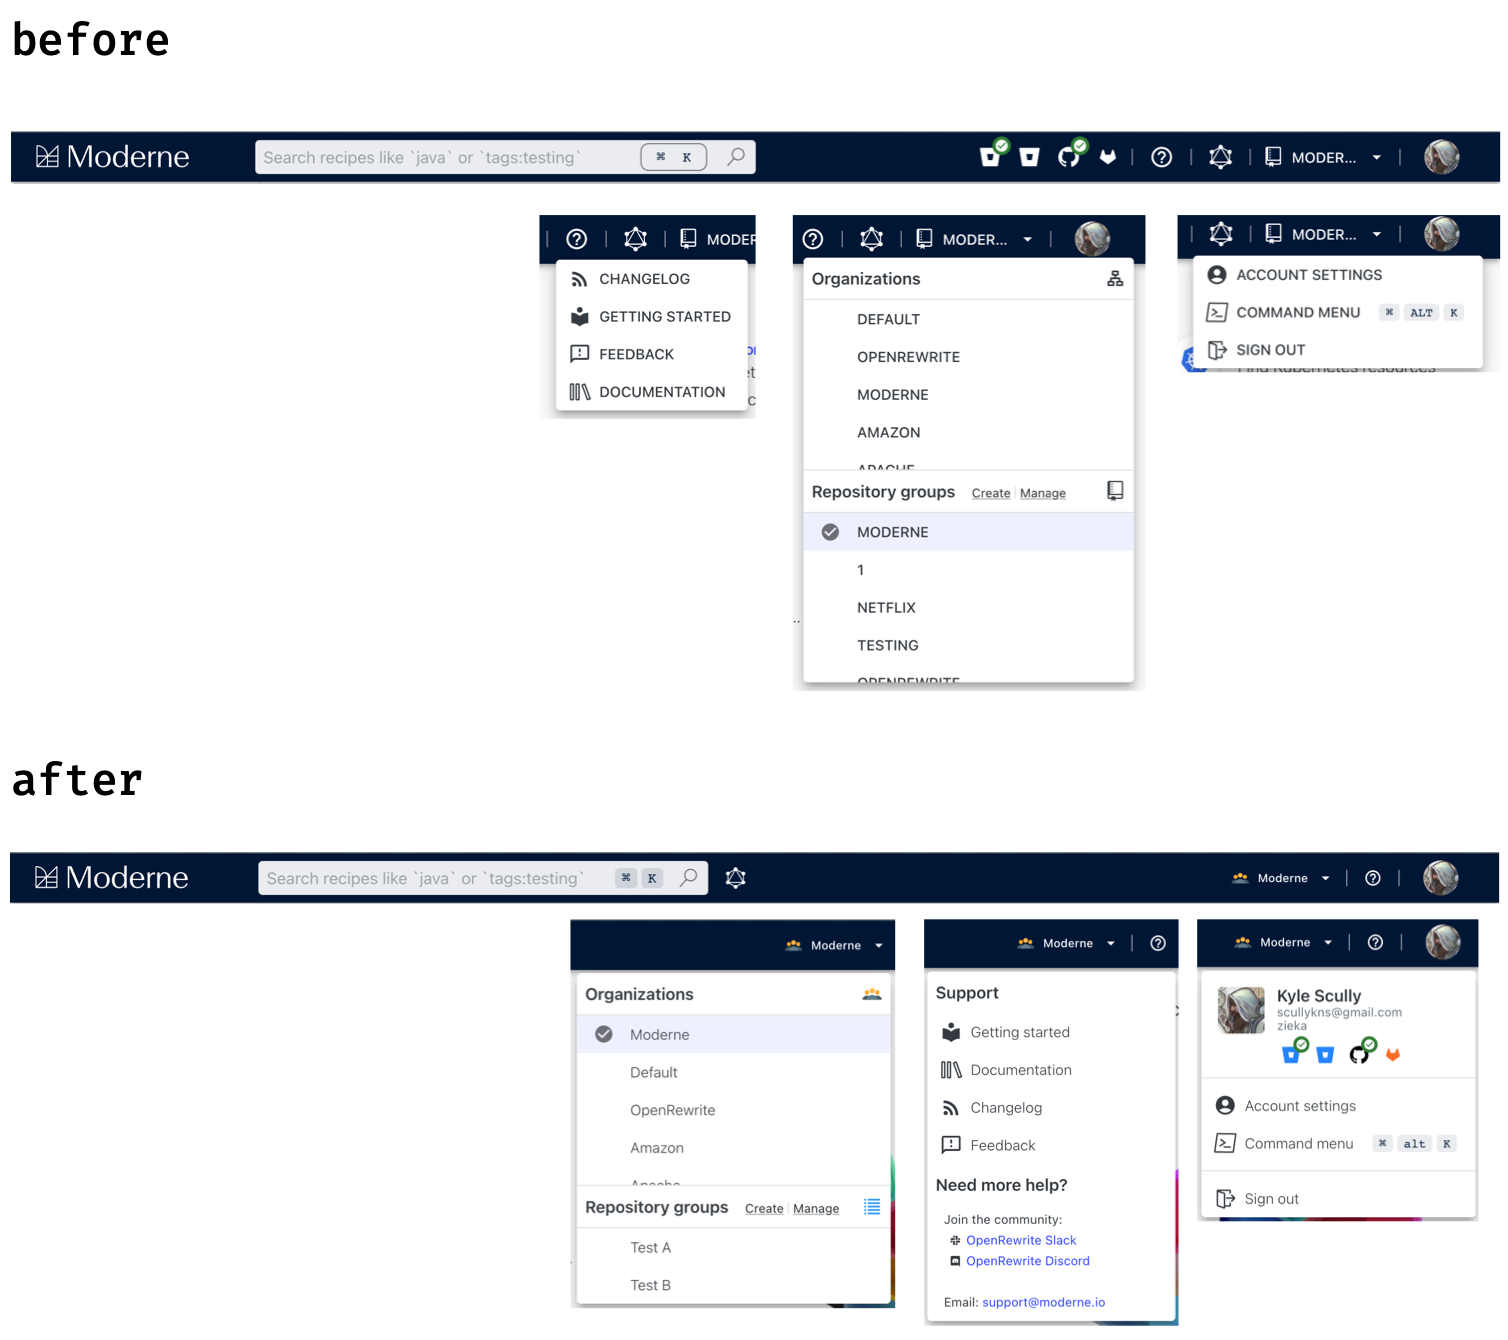 before
Moderne
Search recipes like `java` or `tags:testing`
⌘ K
MODER...
MODER
CHANGELOG
GETTING STARTED
FEEDBACK
DOCUMENTATION
MODER...
Organizations
DEFAULT
OPENREWRITE
MODERNE
AMAZON
APACHE
Repository groups Create Manage
MODERNE
1
NETFLIX
TESTING
OPENREWRITE
MODER...
ACCOUNT SETTINGS
COMMAND MENU ⌘ ALT K
SIGN OUT
Find Kubernetes resources
after
Moderne
Search recipes like `java` or `tags:testing`
⌘ K
Moderne
Moderne
Organizations
Moderne
Default
OpenRewrite
Amazon
Apache
Repository groups Create Manage
Test A
Test B
Moderne
Support
Getting started
Documentation
Changelog
Feedback
Need more help?
Join the community:
OpenRewrite Slack
OpenRewrite Discord
Email: support@moderne.io
Moderne
Kyle Scully
scullykns@gmail.com
zieka
Account settings
Command menu ⌘ alt K
Sign out